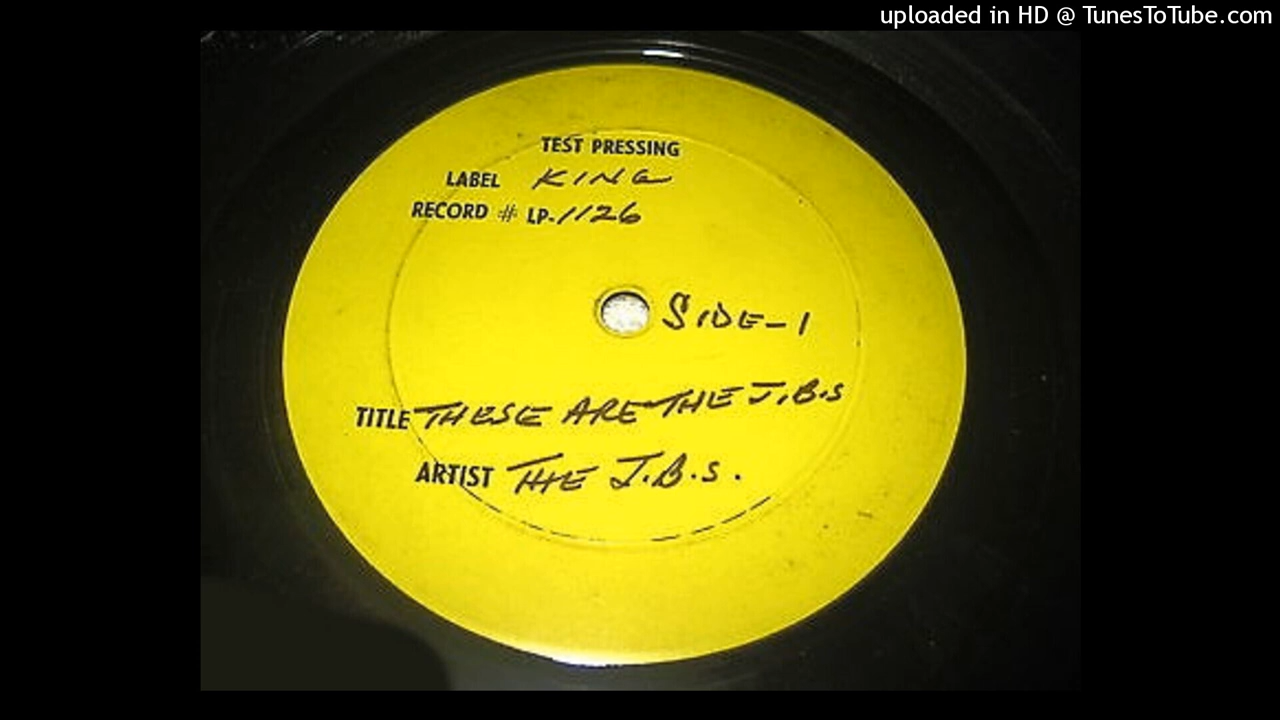 uploaded in HD @ TunesToTube.com
TEST PRESSING
LABEL KING
RECORD # LP-1126
SIDE-1
TITLE THESE ARE THE J.B.s
ARTIST THE J.B.s.